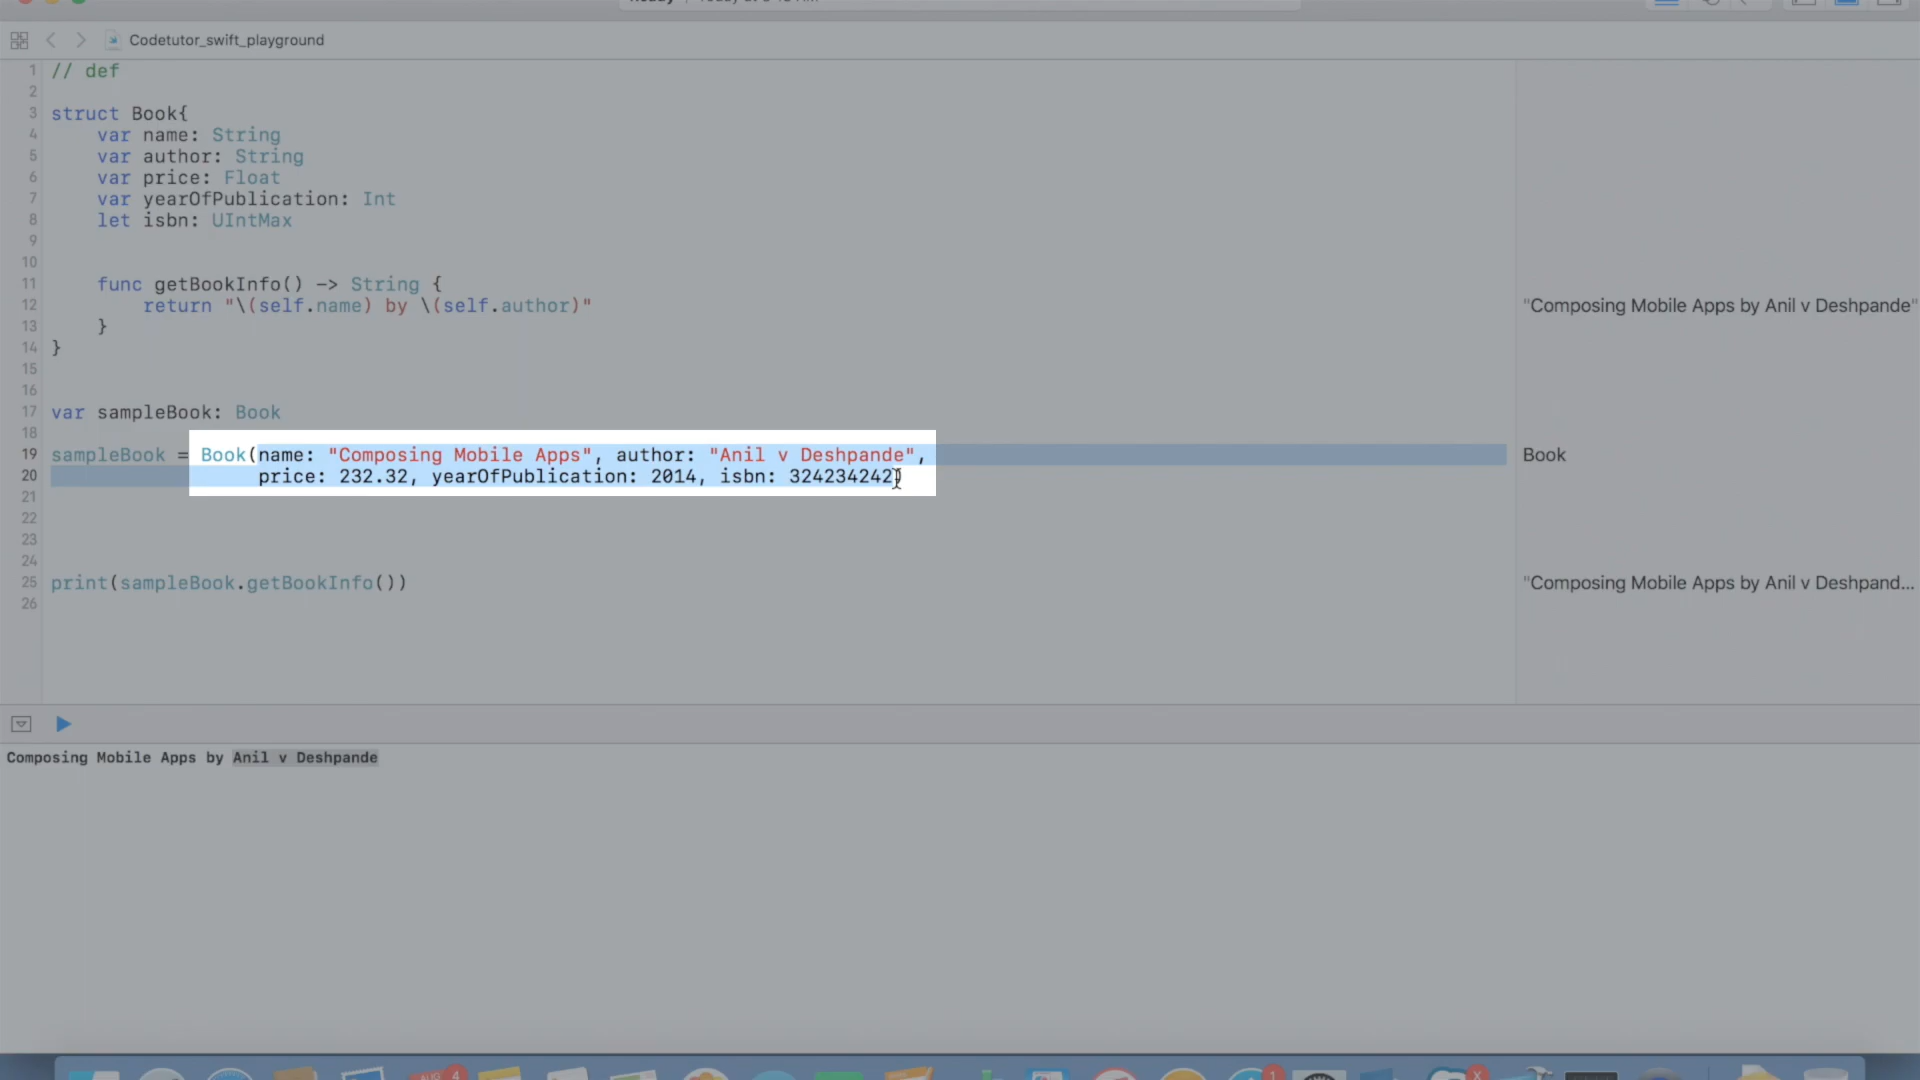 Codetutor_swift_playground
1 // def
2
3 struct Book{
4 var name: String
5 var author: String
6 var price: Float
7 var yearOfPublication: Int
8 let isbn: UIntMax
9
10
11 func getBookInfo() -> String {
12 return "\(self.name) by \(self.author)" "Composing Mobile Apps by Anil v Deshpande"
13 }
14 }
15
16
17 var sampleBook: Book
18
19 sampleBook = Book(name: "Composing Mobile Apps", author: "Anil v Deshpande", Book
20 price: 232.32, yearOfPublication: 2014, isbn: 324234242)
21
22
23
24
25 print(sampleBook.getBookInfo()) "Composing Mobile Apps by Anil v Deshpand...
26
Composing Mobile Apps by Anil v Deshpande
AUG 4 1 X